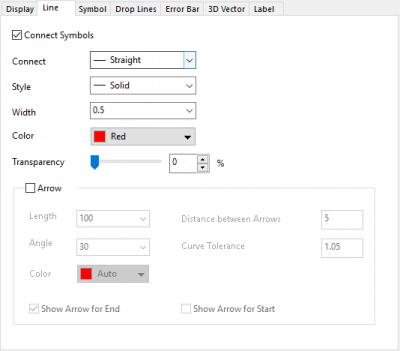 Display Line Symbol Drop Lines Error Bar 3D Vector Label
Connect Symbols
Connect Straight
Style Solid
Width 0.5
Color Red
Transparency 0 %
Arrow
Length 100 Distance between Arrows 5
Angle 30 Curve Tolerance 1.05
Color Auto
Show Arrow for End Show Arrow for Start